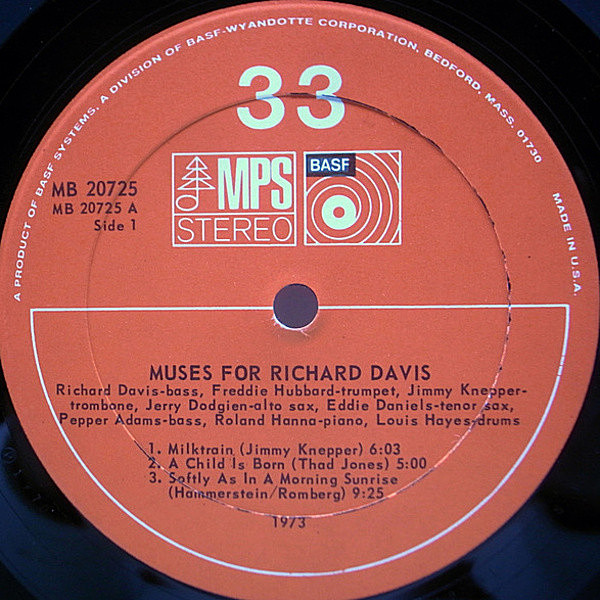 A PRODUCT OF BASF SYSTEMS, A DIVISION OF BASF-WYANDOTTE CORPORATION, BEDFORD, MASS. 01730
33
MPS
BASF
STEREO
MB 20725
MB 20725 A
Side 1
MADE IN U.S.A.
MUSES FOR RICHARD DAVIS
Richard Davis-bass, Freddie Hubbard-trumpet, Jimmy Knepper-
trombone, Jerry Dodgien-alto sax, Eddie Daniels-tenor sax,
Pepper Adams-bass, Roland Hanna-piano, Louis Hayes-drums
1. Milktrain (Jimmy Knepper) 6:03
2. A Child Is Born (Thad Jones) 5:00
3. Softly As In A Morning Sunrise
(Hammerstein/Romberg) 9:25
1973